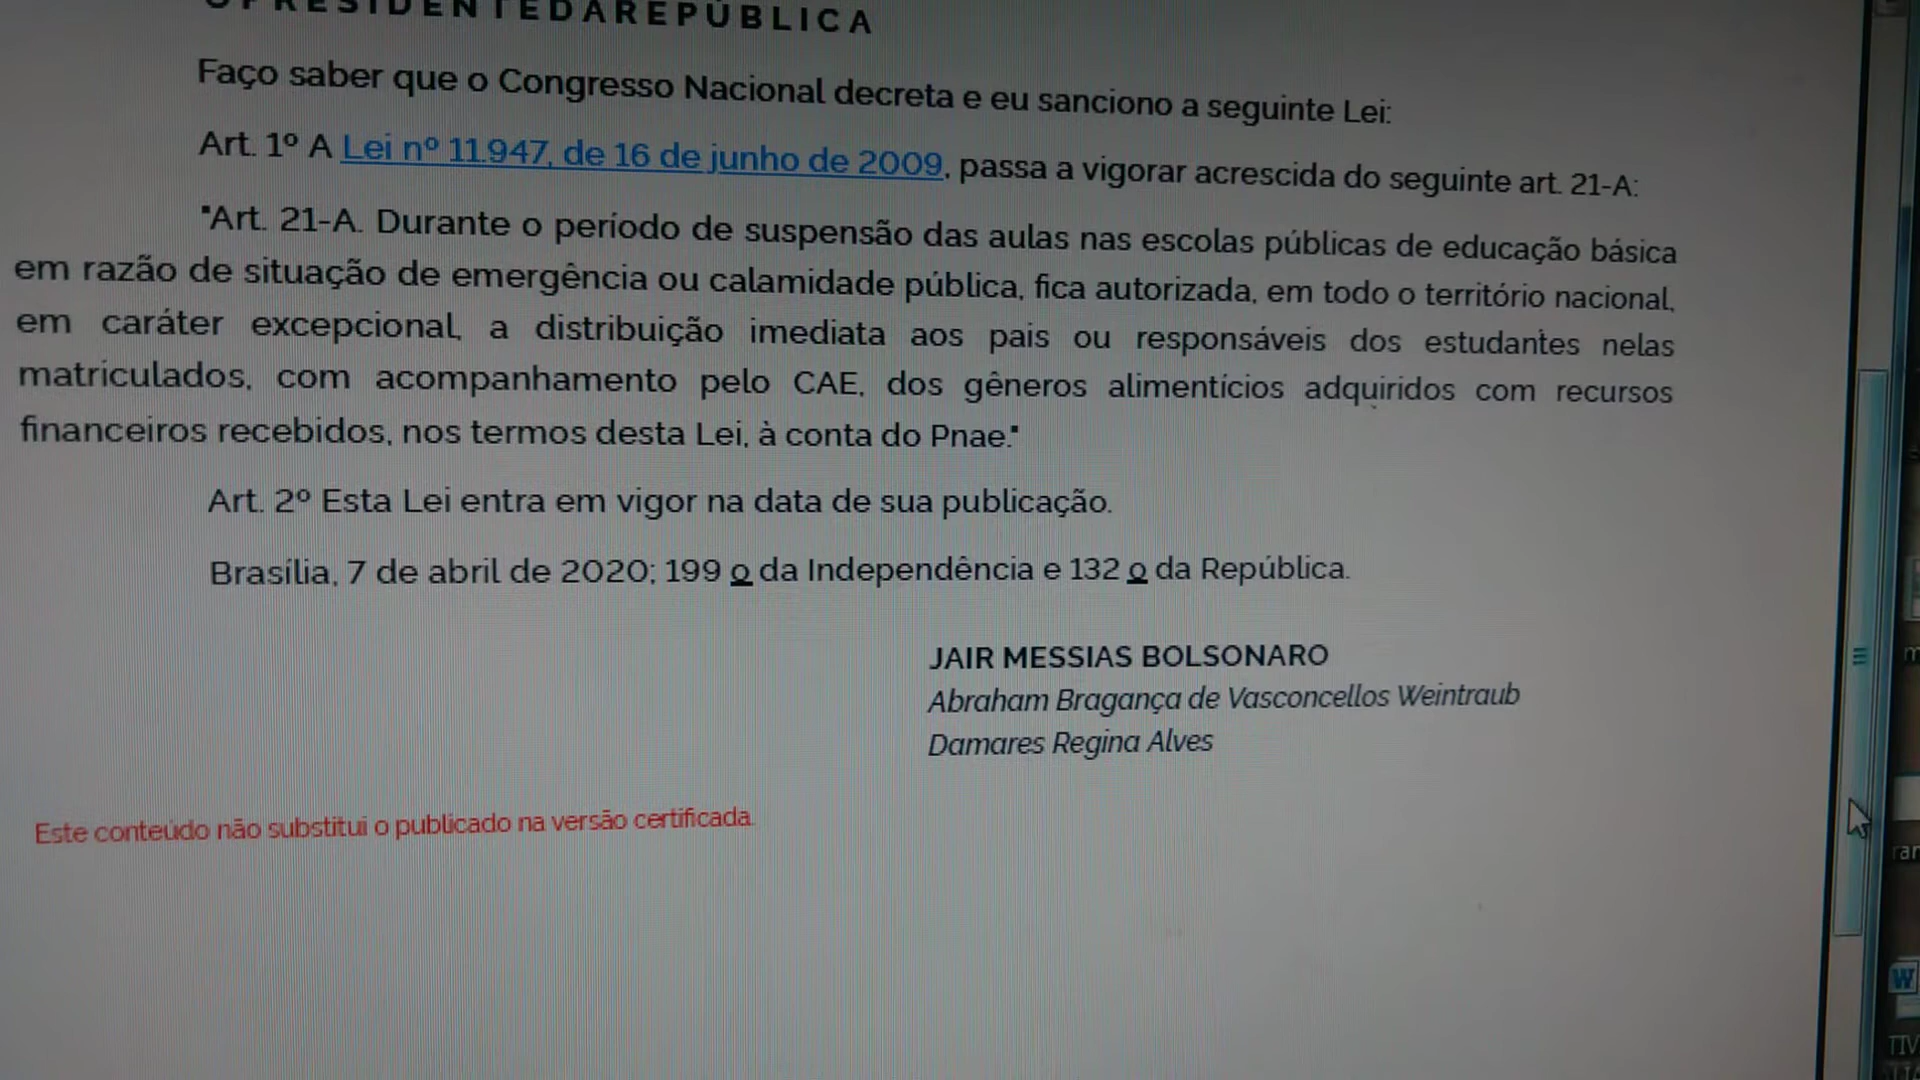 O P R E S I D E N T E D A R E P Ú B L I C A
Faço saber que o Congresso Nacional decreta e eu sanciono a seguinte Lei:
Art. 1º A Lei nº 11.947, de 16 de junho de 2009, passa a vigorar acrescida do seguinte art. 21-A:
"Art. 21-A. Durante o período de suspensão das aulas nas escolas públicas de educação básica
em razão de situação de emergência ou calamidade pública, fica autorizada, em todo o território nacional,
em caráter excepcional, a distribuição imediata aos pais ou responsáveis dos estudantes nelas
matriculados, com acompanhamento pelo CAE, dos gêneros alimentícios adquiridos com recursos
financeiros recebidos, nos termos desta Lei, à conta do Pnae."
Art. 2º Esta Lei entra em vigor na data de sua publicação.
Brasília, 7 de abril de 2020; 199 o da Independência e 132 o da República.
JAIR MESSIAS BOLSONARO
Abraham Bragança de Vasconcellos Weintraub
Damares Regina Alves
Este conteúdo não substitui o publicado na versão certificada.
W